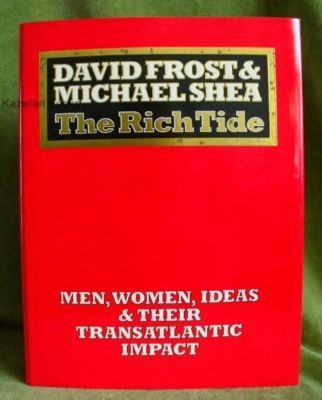 DAVID FROST &
MICHAEL SHEA
The Rich Tide
MEN, WOMEN, IDEAS
& THEIR
TRANSATLANTIC
IMPACT